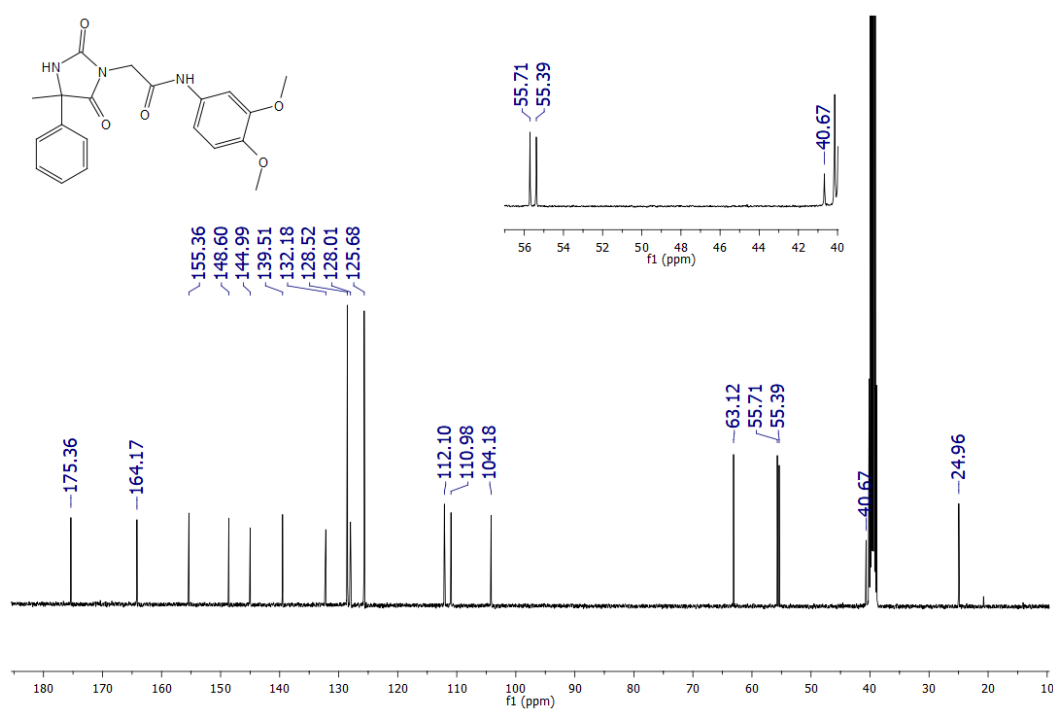 O
HN
N
NH
O
O
O
O
55.71
55.39
40.67
56 54 52 50 48 46 44 42 40
f1 (ppm)
155.36
148.60
144.99
139.51
132.18
128.52
128.01
125.68
175.36
164.17
112.10
110.98
104.18
63.12
55.71
55.39
40.67
24.96
180 170 160 150 140 130 120 110 100 90 80 70 60 50 40 30 20 10
f1 (ppm)